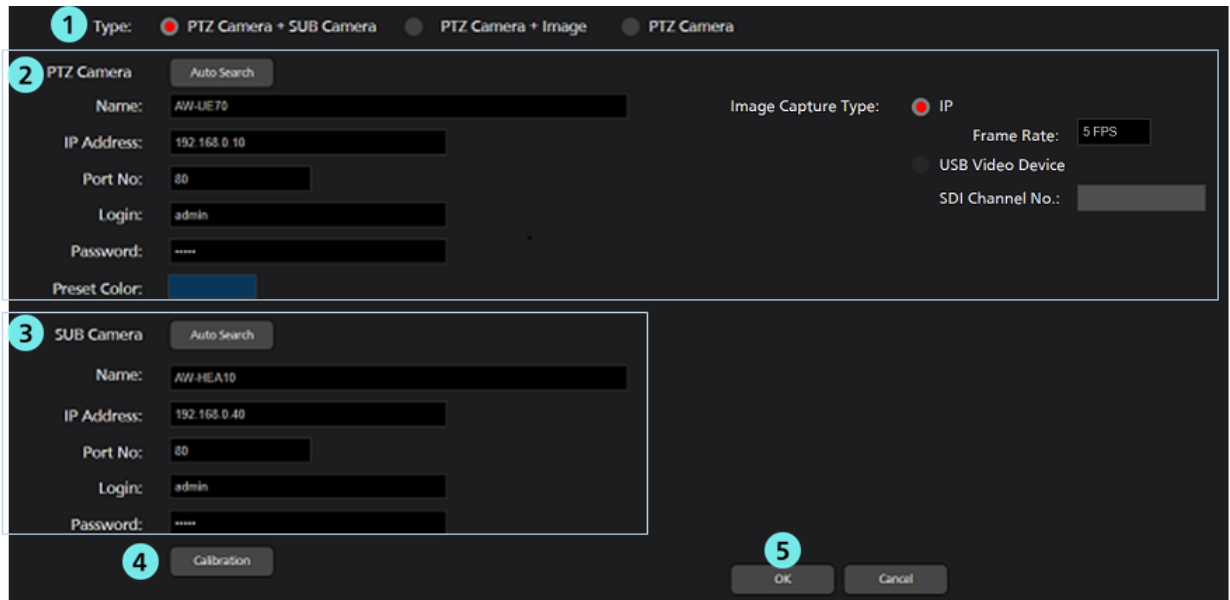 1 Type: PTZ Camera + SUB Camera PTZ Camera + Image PTZ Camera
2 PTZ Camera Auto Search
Name: AW-UE70 Image Capture Type: IP
IP Address: 192.168.0.10 Frame Rate: 5 FPS
Port No: 80 USB Video Device
Login: admin SDI Channel No.:
Password: •••••
Preset Color:
3 SUB Camera Auto Search
Name: AW-HEA10
IP Address: 192.168.0.40
Port No: 80
Login: admin
Password: •••••
4 Calibration 5
OK Cancel